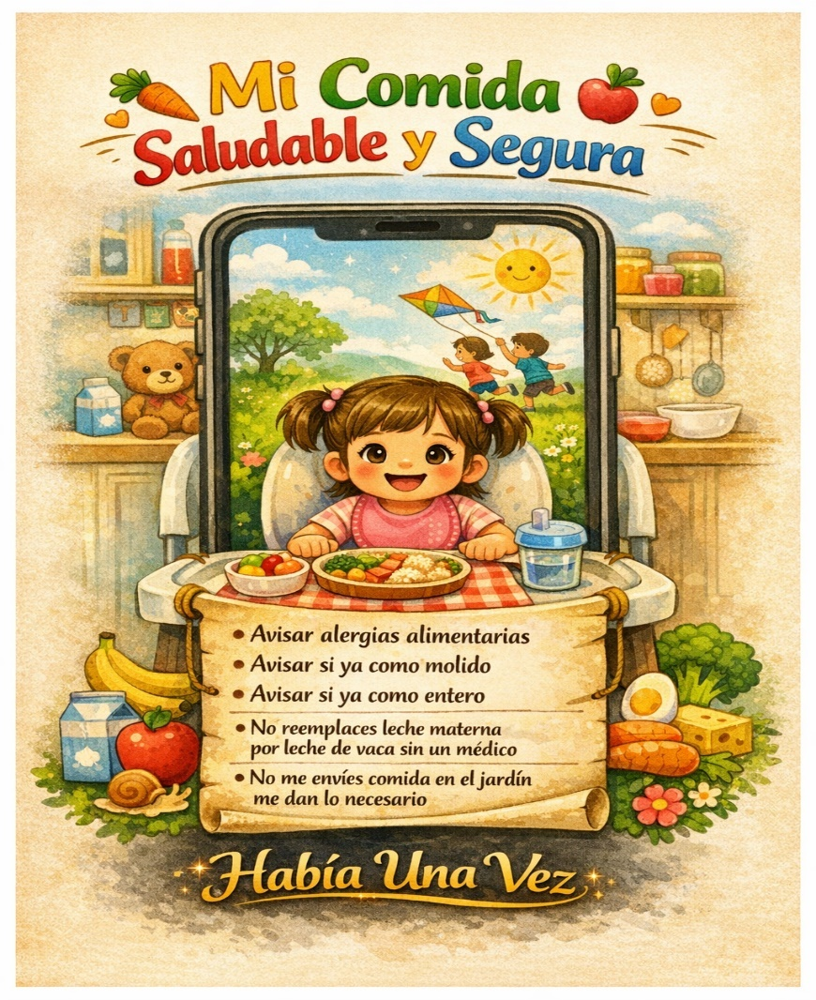 Mi Comida
Saludable y Segura
• Avisar alergias alimentarias
• Avisar si ya como molido
• Avisar si ya como entero
• No reemplaces leche materna
por leche de vaca sin un médico
• No me envíes comida en el jardín
me dan lo necesario
Había Una Vez